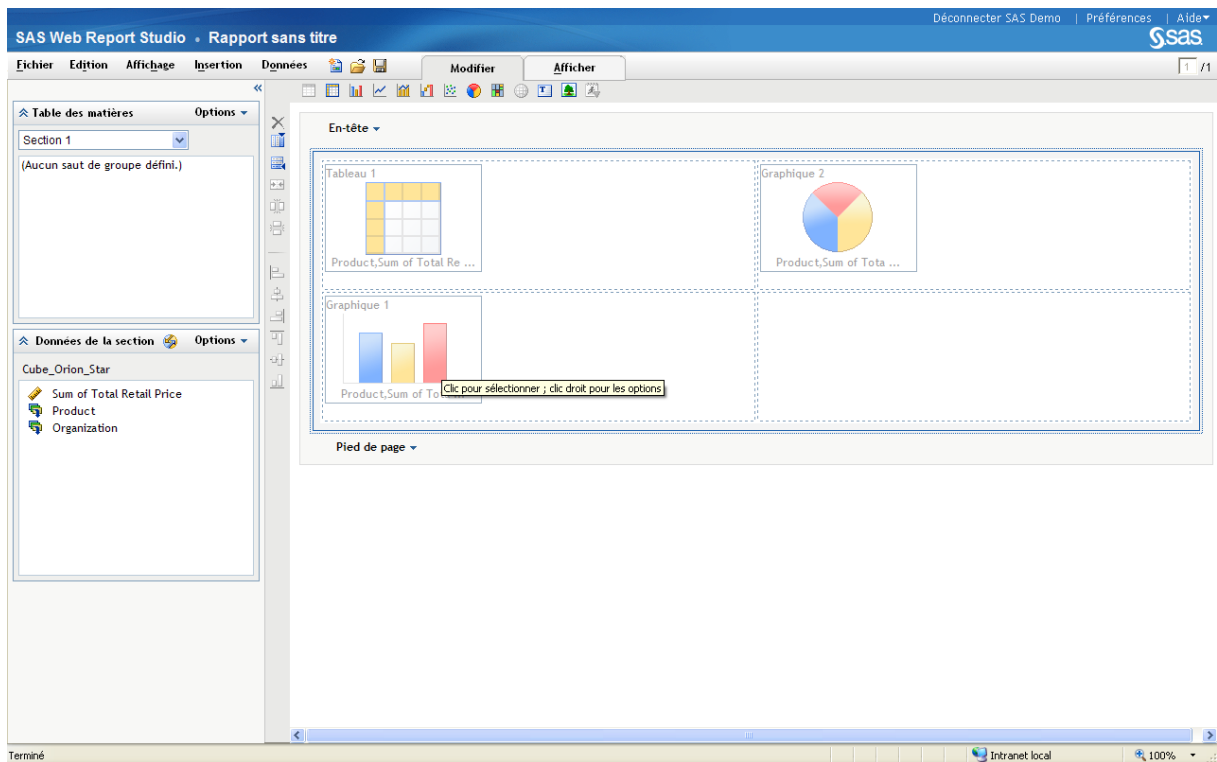 Déconnecter SAS Demo | Préférences | Aide
SAS Web Report Studio • Rapport sans titre
sas
Fichier Edition Affichage Insertion Données
Modifier
Afficher
1 /1
«
Table des matières Options
Section 1
(Aucun saut de groupe défini.)
Données de la section Options
Cube_Orion_Star
Sum of Total Retail Price
Product
Organization
En-tête
Tableau 1
Product,Sum of Total Re ...
Graphique 2
Product,Sum of Tota ...
Graphique 1
Product,Sum of To
Clic pour sélectionner ; clic droit pour les options
Pied de page
Terminé
Intranet local
100%